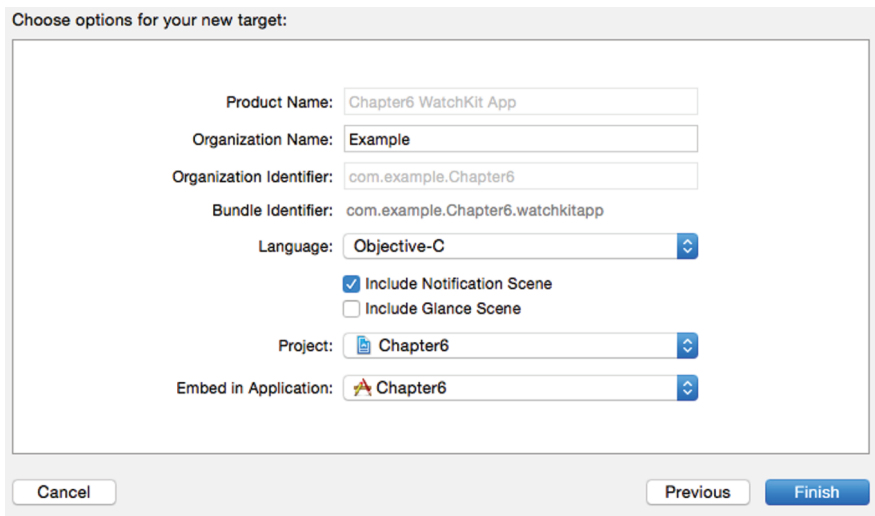 Choose options for your new target:
Product Name: Chapter6 WatchKit App
Organization Name: Example
Organization Identifier: com.example.Chapter6
Bundle Identifier: com.example.Chapter6.watchkitapp
Language: Objective-C
Include Notification Scene
Include Glance Scene
Project: Chapter6
Embed in Application: Chapter6
Cancel Previous Finish